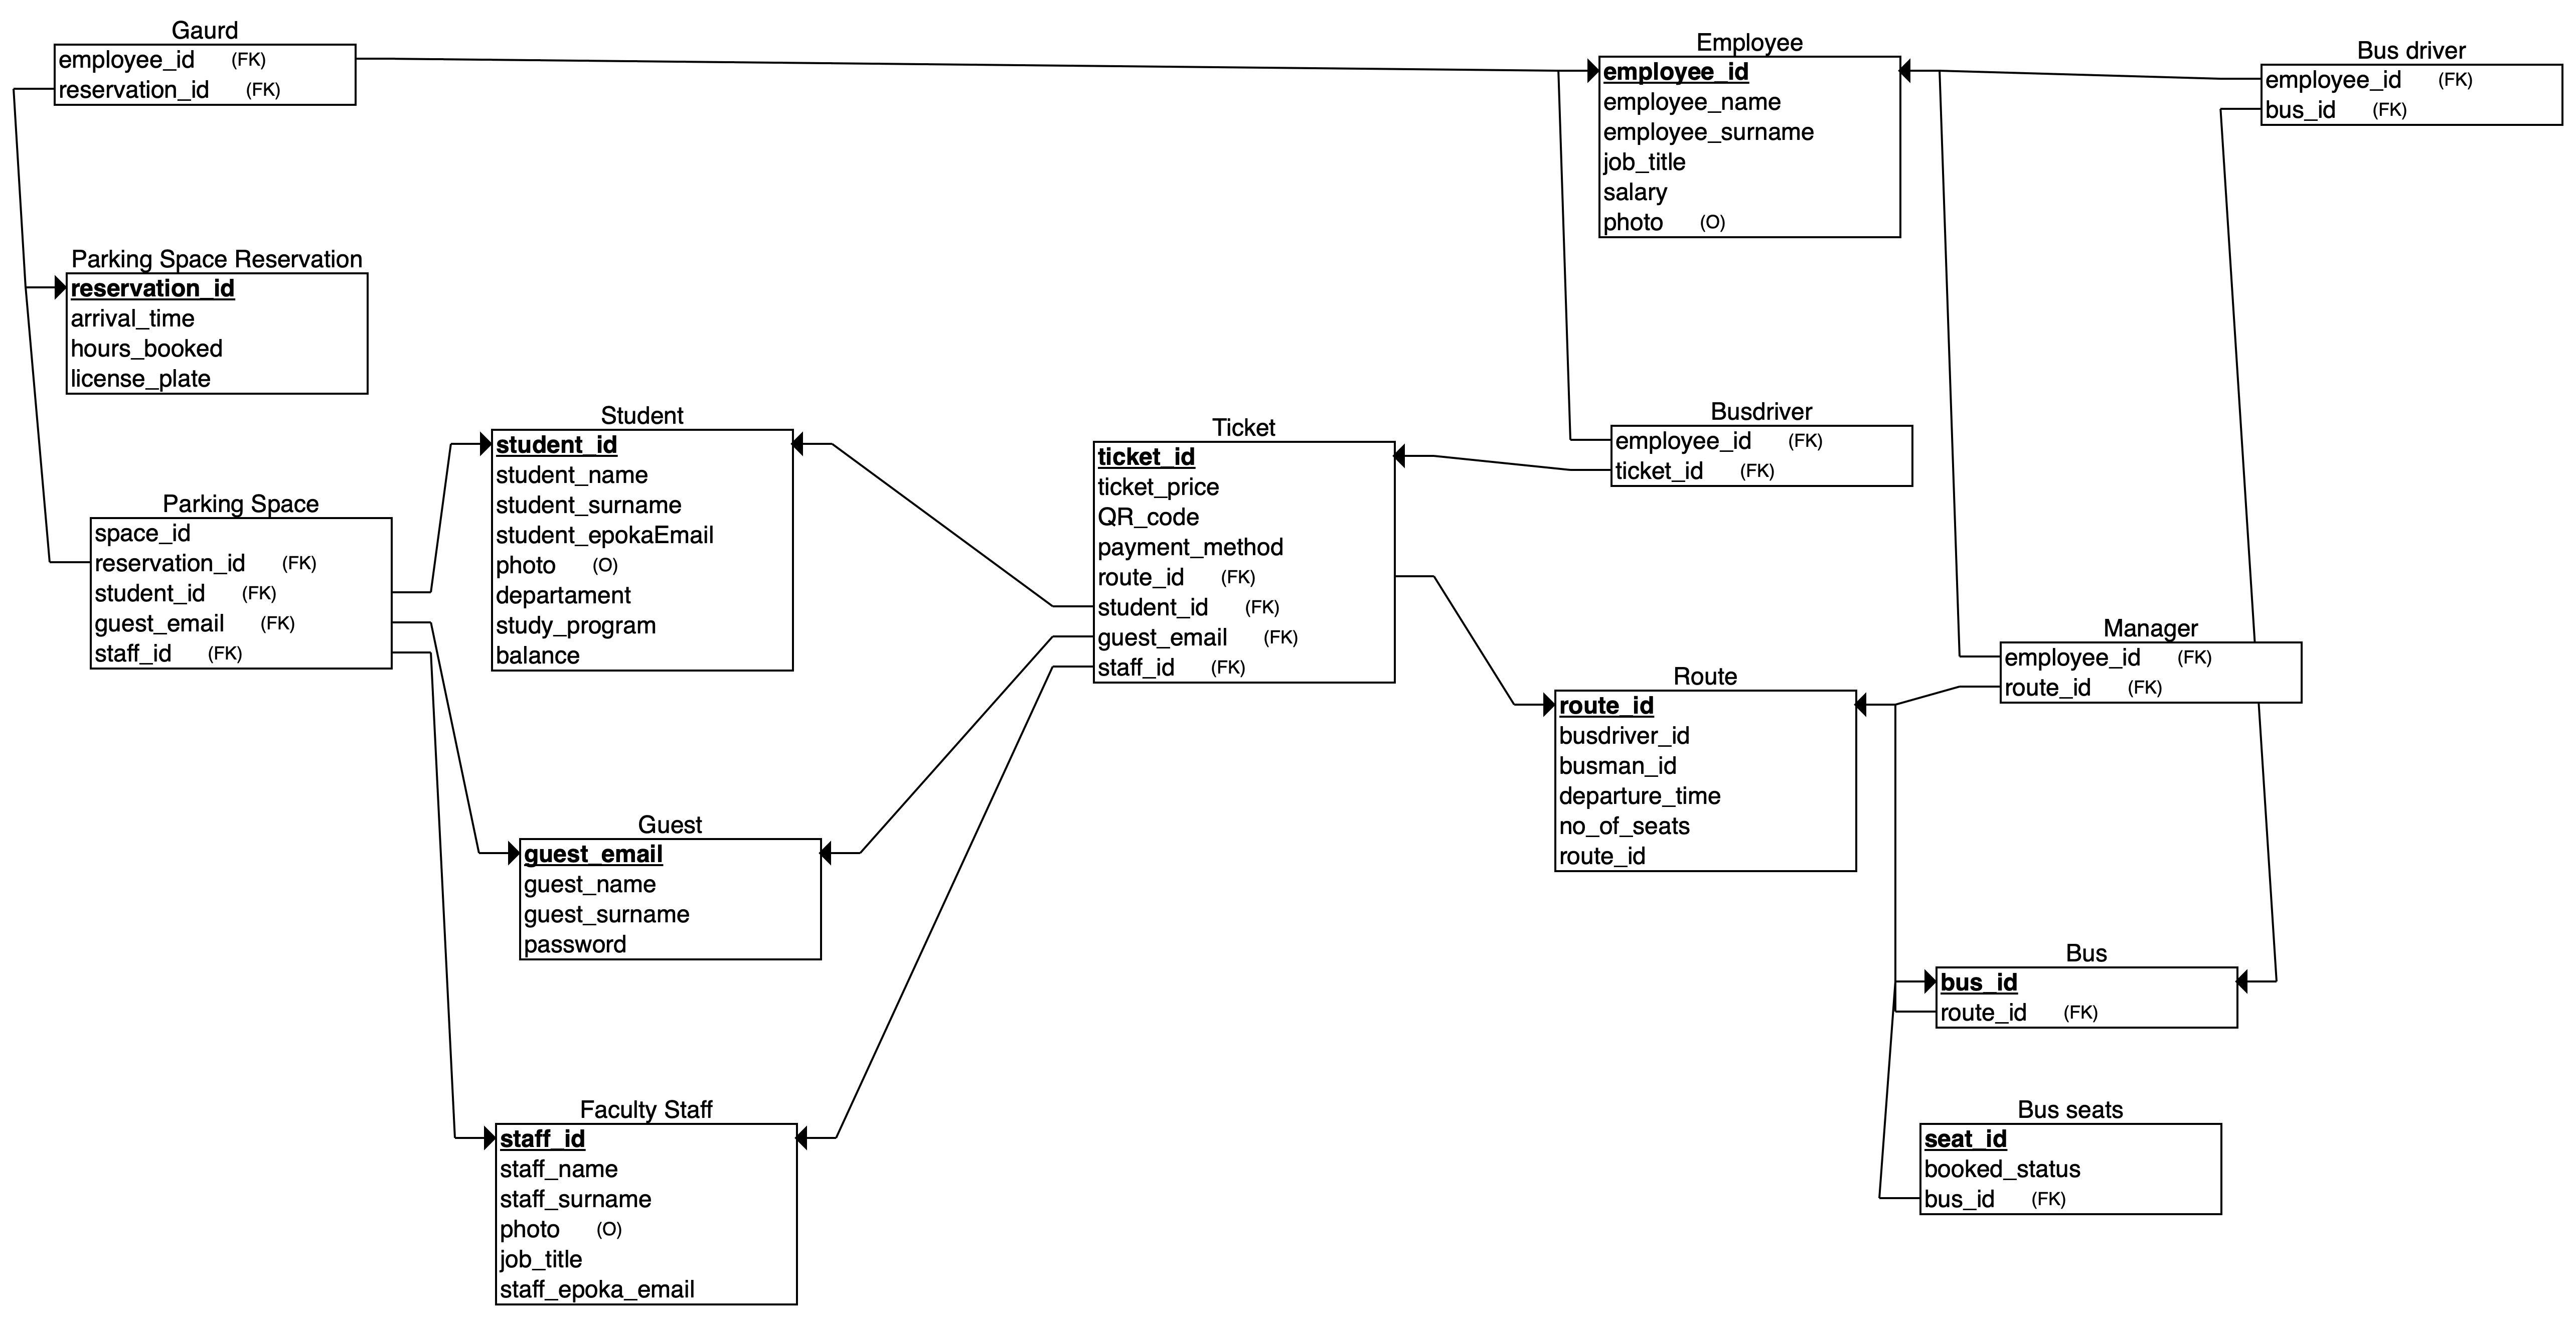 Gaurd
employee_id (FK)
reservation_id (FK)
Employee
employee_id
employee_name
employee_surname
job_title
salary
photo (O)
Bus driver
employee_id (FK)
bus_id (FK)
Parking Space Reservation
reservation_id
arrival_time
hours_booked
license_plate
Student
student_id
student_name
student_surname
student_epokaEmail
photo (O)
departament
study_program
balance
Ticket
ticket_id
ticket_price
QR_code
payment_method
route_id (FK)
student_id (FK)
guest_email (FK)
staff_id (FK)
Busdriver
employee_id (FK)
ticket_id (FK)
Parking Space
space_id
reservation_id (FK)
student_id (FK)
guest_email (FK)
staff_id (FK)
Manager
employee_id (FK)
route_id (FK)
Route
route_id
busdriver_id
busman_id
departure_time
no_of_seats
route_id
Guest
guest_email
guest_name
guest_surname
password
Bus
bus_id
route_id (FK)
Faculty Staff
staff_id
staff_name
staff_surname
photo (O)
job_title
staff_epoka_email
Bus seats
seat_id
booked_status
bus_id (FK)